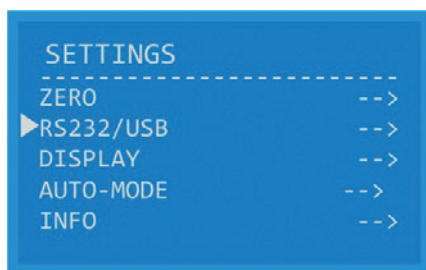 SETTINGS
ZERO -->
RS232/USB -->
DISPLAY -->
AUTO-MODE -->
INFO -->